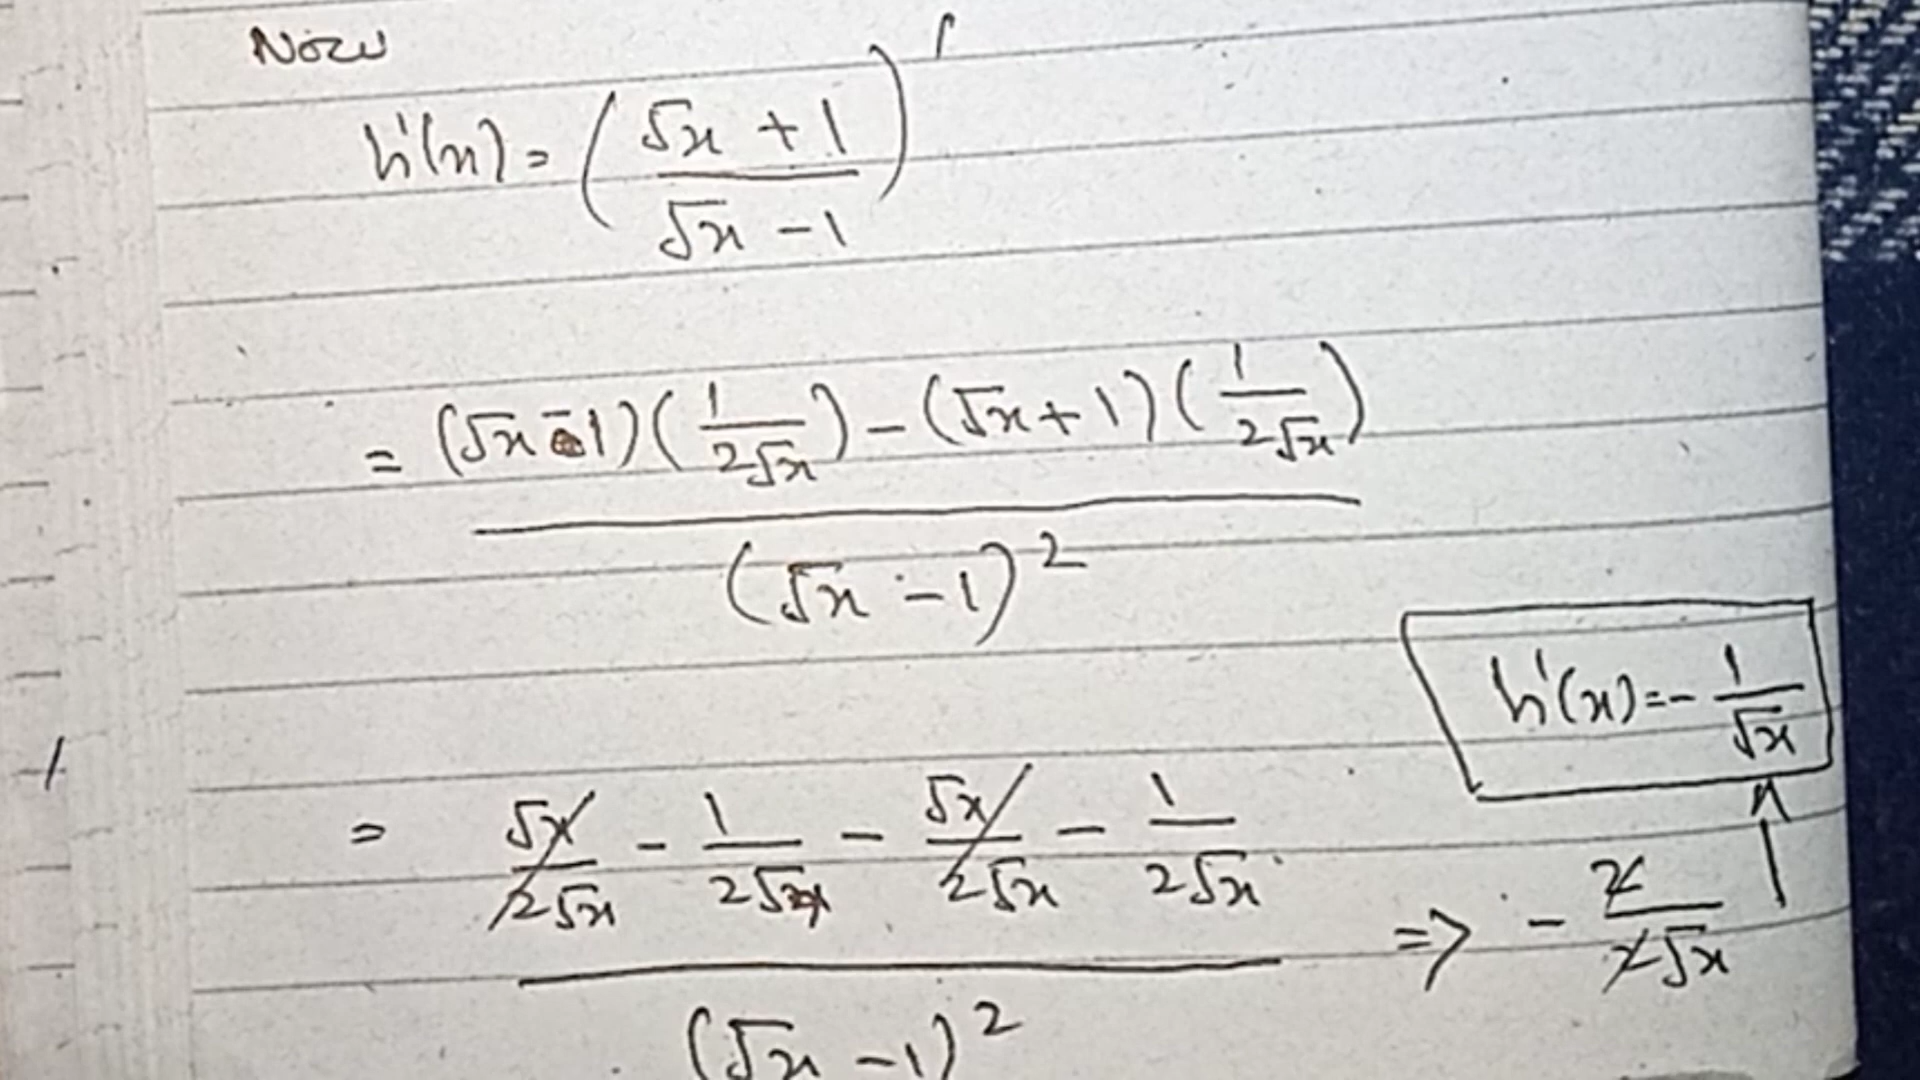 Now
h'(x) = ((√x + 1)/(√x - 1))'
= ((√x - 1)(1/(2√x)) - (√x + 1)(1/(2√x)))/(√x - 1)^2
= (√x/(2√x) - 1/(2√x) - √x/(2√x) - 1/(2√x))/(√x - 1)^2 => - 2/(2√x)
h'(x) = - 1/√x